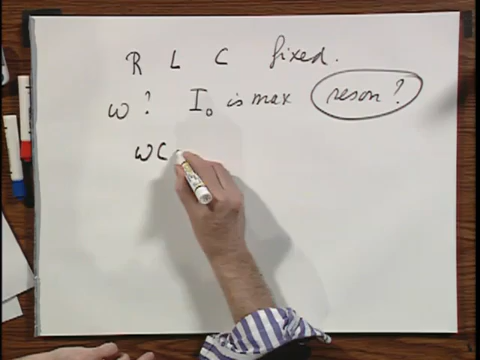 R L C fixed.
ω? I₀ is max reson?
ωC